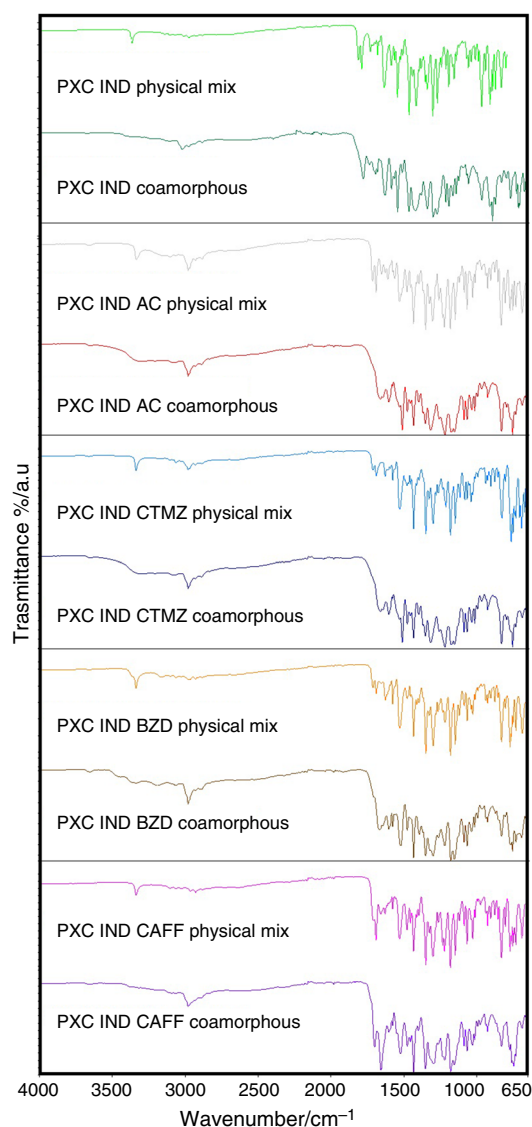 PXC IND physical mix
PXC IND coamorphous
PXC IND AC physical mix
PXC IND AC coamorphous
PXC IND CTMZ physical mix
PXC IND CTMZ coamorphous
PXC IND BZD physical mix
PXC IND BZD coamorphous
PXC IND CAFF physical mix
PXC IND CAFF coamorphous
Trasmittance %/a.u
4000 3500 3000 2500 2000 1500 1000 650
Wavenumber/cm⁻¹